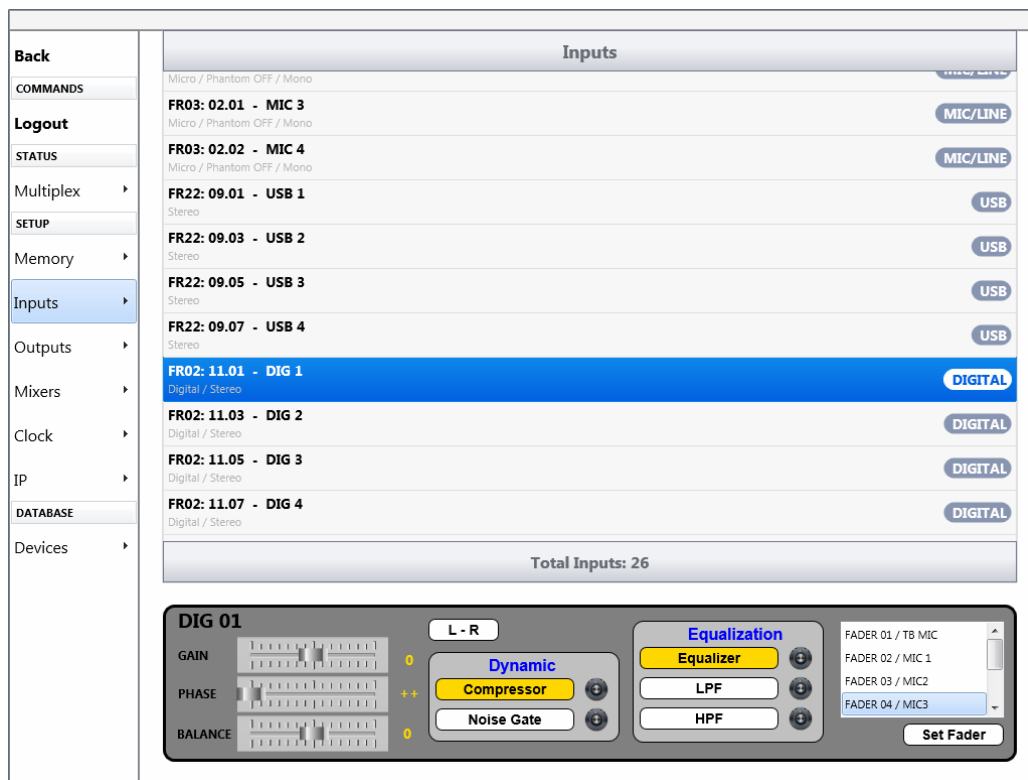 Back
COMMANDS
Logout
STATUS
Multiplex
SETUP
Memory
Inputs
Outputs
Mixers
Clock
IP
DATABASE
Devices
Inputs
Micro / Phantom OFF / Mono
MIC/LINE
FR03: 02.01 - MIC 3
Micro / Phantom OFF / Mono
MIC/LINE
FR03: 02.02 - MIC 4
Micro / Phantom OFF / Mono
MIC/LINE
FR22: 09.01 - USB 1
Stereo
USB
FR22: 09.03 - USB 2
Stereo
USB
FR22: 09.05 - USB 3
Stereo
USB
FR22: 09.07 - USB 4
Stereo
USB
FR02: 11.01 - DIG 1
Digital / Stereo
DIGITAL
FR02: 11.03 - DIG 2
Digital / Stereo
DIGITAL
FR02: 11.05 - DIG 3
Digital / Stereo
DIGITAL
FR02: 11.07 - DIG 4
Digital / Stereo
DIGITAL
Total Inputs: 26
DIG 01
GAIN
0
PHASE
++
BALANCE
0
L - R
Dynamic
Compressor
Noise Gate
Equalization
Equalizer
LPF
HPF
FADER 01 / TB MIC
FADER 02 / MIC 1
FADER 03 / MIC2
FADER 04 / MIC3
Set Fader